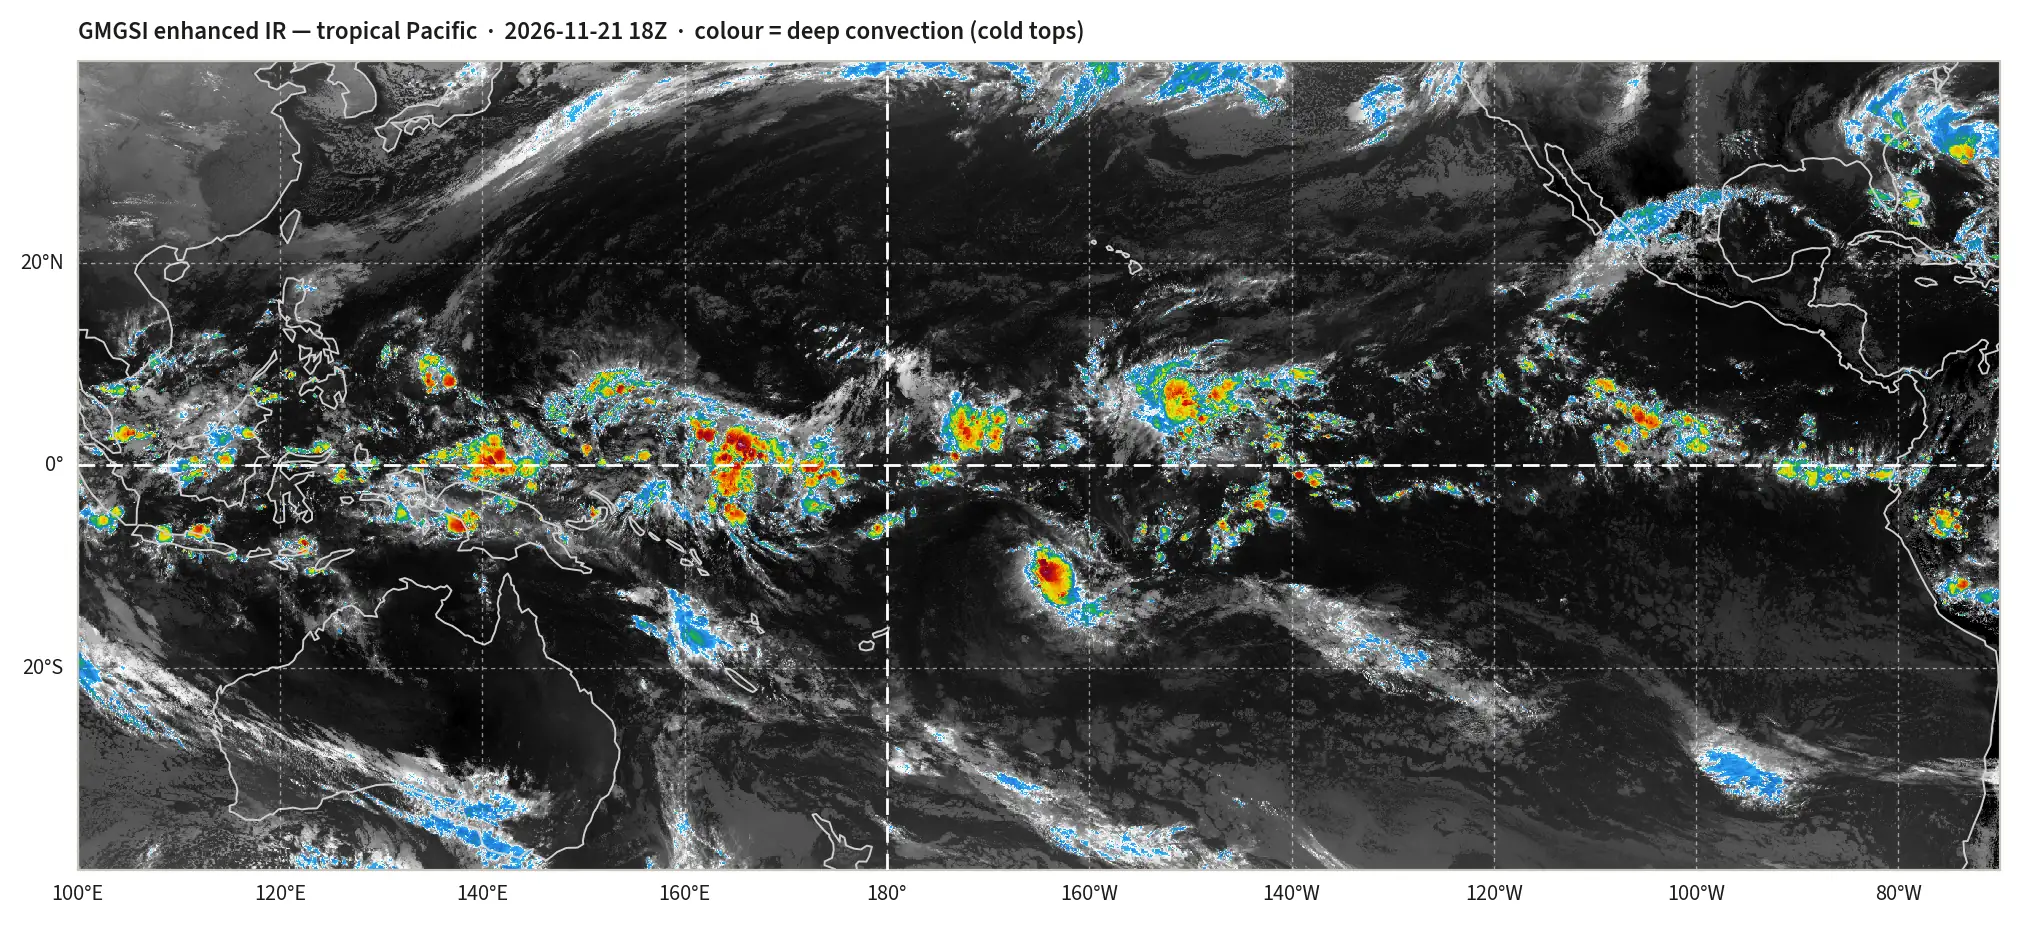 GMGSI enhanced IR — tropical Pacific · 2026-11-21 18Z · colour = deep convection (cold tops)
20°N
0°
20°S
100°E 120°E 140°E 160°E 180° 160°W 140°W 120°W 100°W 80°W